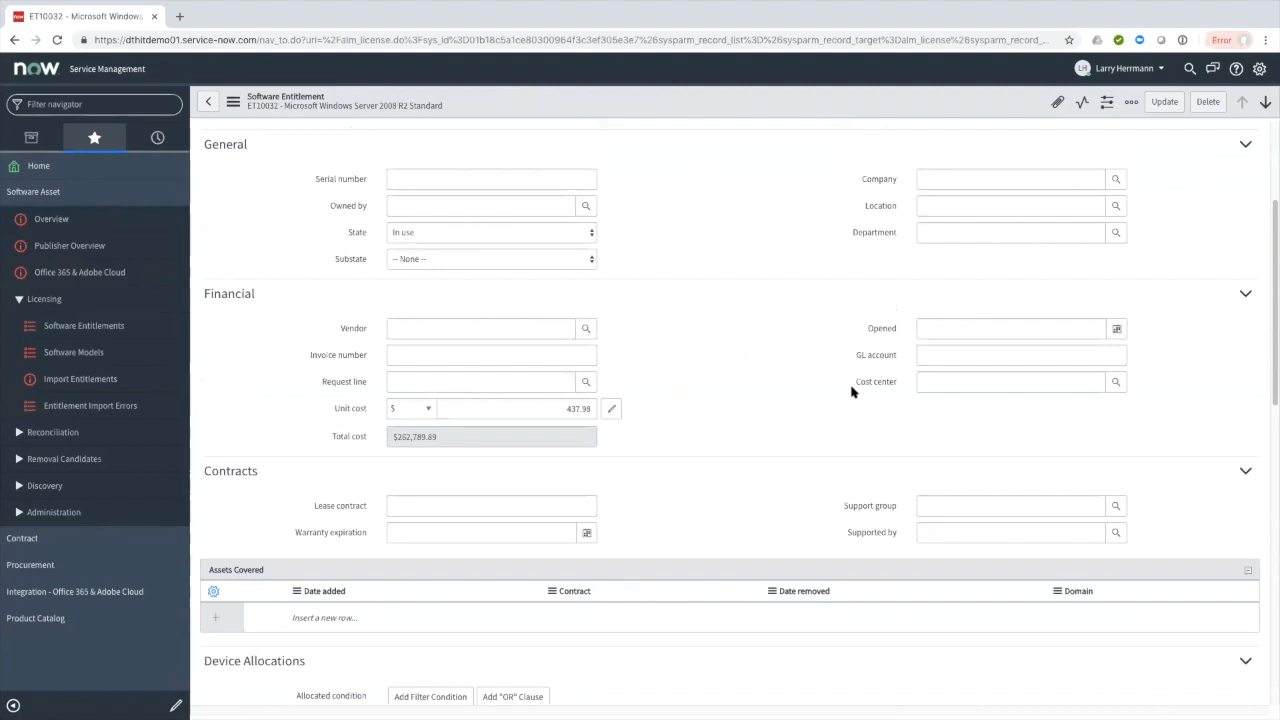 now ET10032 - Microsoft Windows
https://dthitdemo01.service-now.com/nav_to.do?uri=%2Falm_license.do%3Fsys_id%3D01b18c5a1ce80300964f3c3ef305e3e7%26sysparm_record_list%3D%26sysparm_record_target%3Dalm_license%26sysparm_record_... Error
now Service Management LH Larry Herrmann
Filter navigator
Software Entitlement
ET10032 - Microsoft Windows Server 2008 R2 Standard
Update Delete
Home
Software Asset
Overview
Publisher Overview
Office 365 & Adobe Cloud
Licensing
Software Entitlements
Software Models
Import Entitlements
Entitlement Import Errors
Reconciliation
Removal Candidates
Discovery
Administration
Contract
Procurement
Integration - Office 365 & Adobe Cloud
Product Catalog
General
Serial number Company
Owned by Location
State In use Department
Substate -- None --
Financial
Vendor Opened
Invoice number GL account
Request line Cost center
Unit cost $ 437.98
Total cost $262,789.89
Contracts
Lease contract Support group
Warranty expiration Supported by
Assets Covered
Date added Contract Date removed Domain
Insert a new row...
Device Allocations
Allocated condition Add Filter Condition Add "OR" Clause